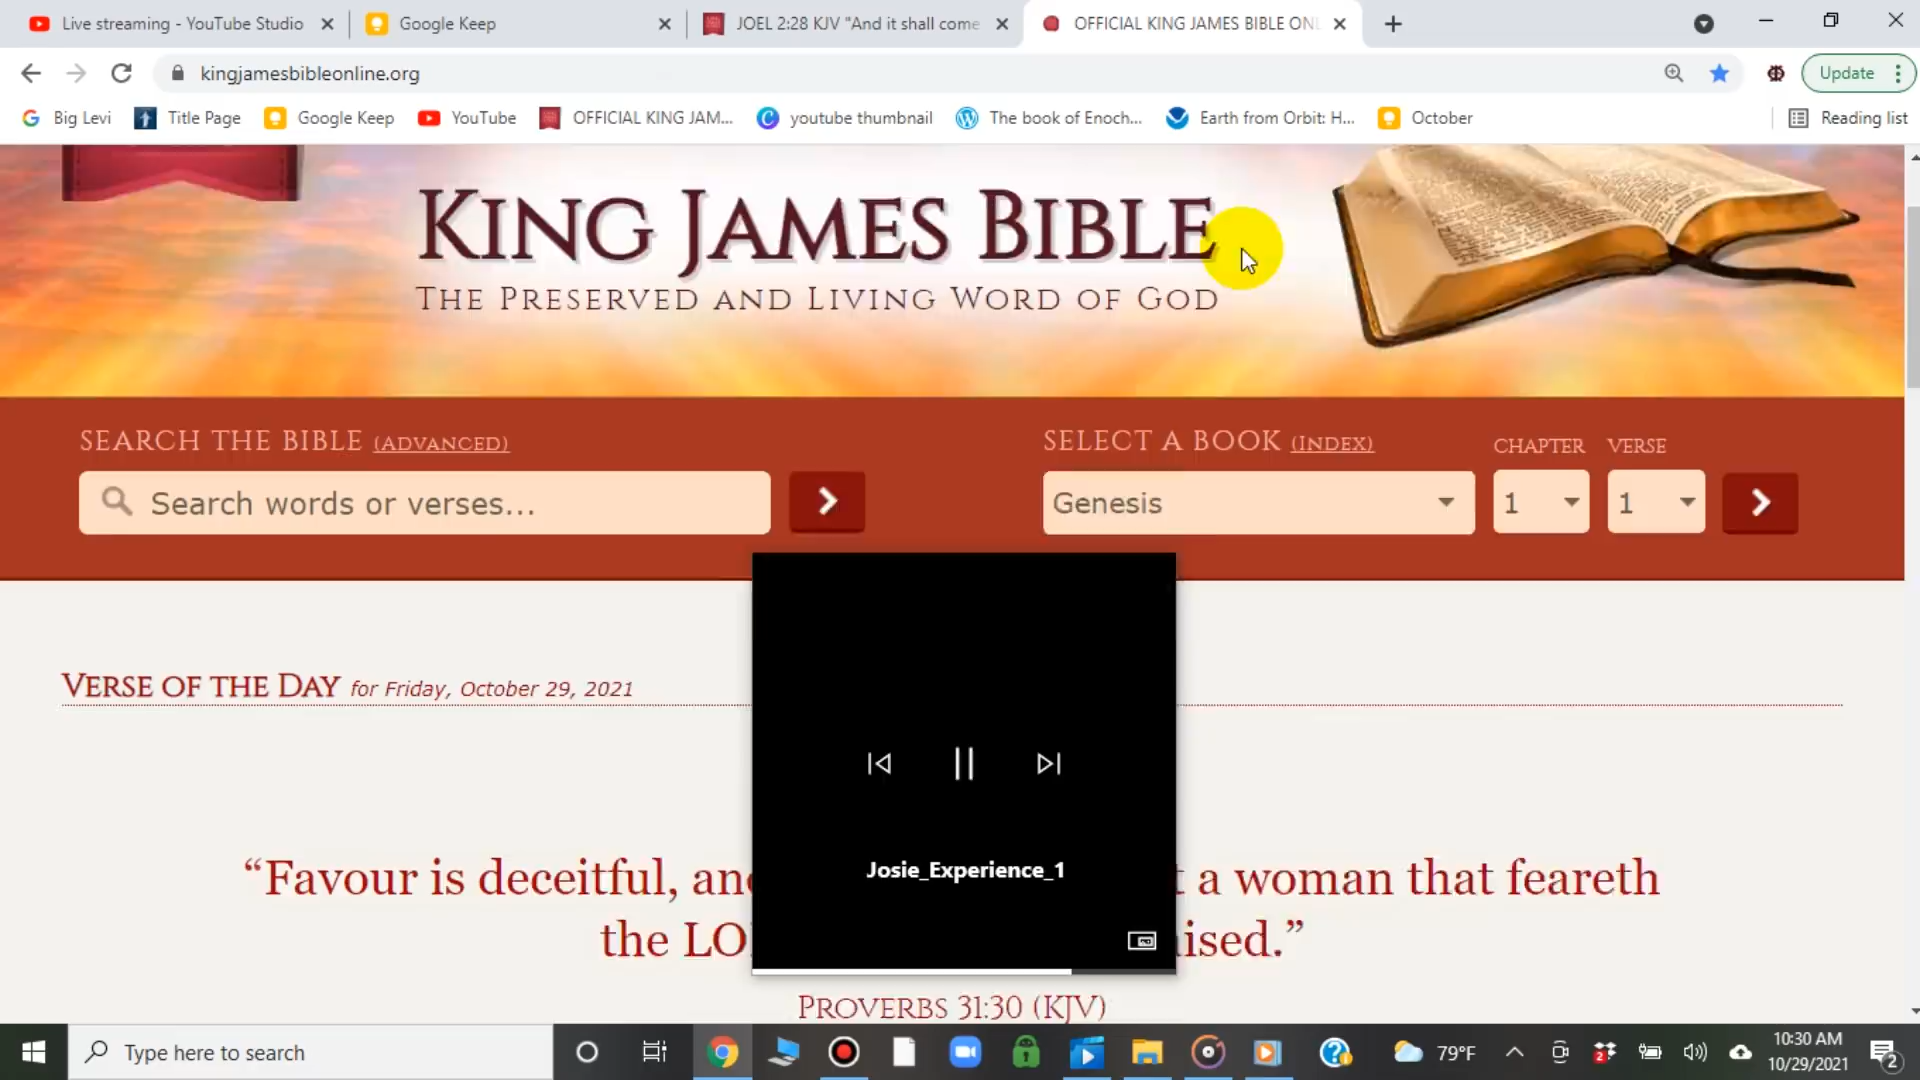 Live streaming - YouTube Studio
Google Keep
JOEL 2:28 KJV "And it shall come
OFFICIAL KING JAMES BIBLE ONL
kingjamesbibleonline.org
Update
Big Levi
Title Page
Google Keep
YouTube
OFFICIAL KING JAM...
youtube thumbnail
The book of Enoch...
Earth from Orbit: H...
October
Reading list
KING JAMES BIBLE
THE PRESERVED AND LIVING WORD OF GOD
SEARCH THE BIBLE (ADVANCED)
SELECT A BOOK (INDEX)
CHAPTER VERSE
Search words or verses...
Genesis
1
1
VERSE OF THE DAY for Friday, October 29, 2021
Josie_Experience_1
“Favour is deceitful, and a woman that feareth
the LO ised.”
PROVERBS 31:30 (KJV)
Type here to search
79°F
2
10:30 AM
10/29/2021
2